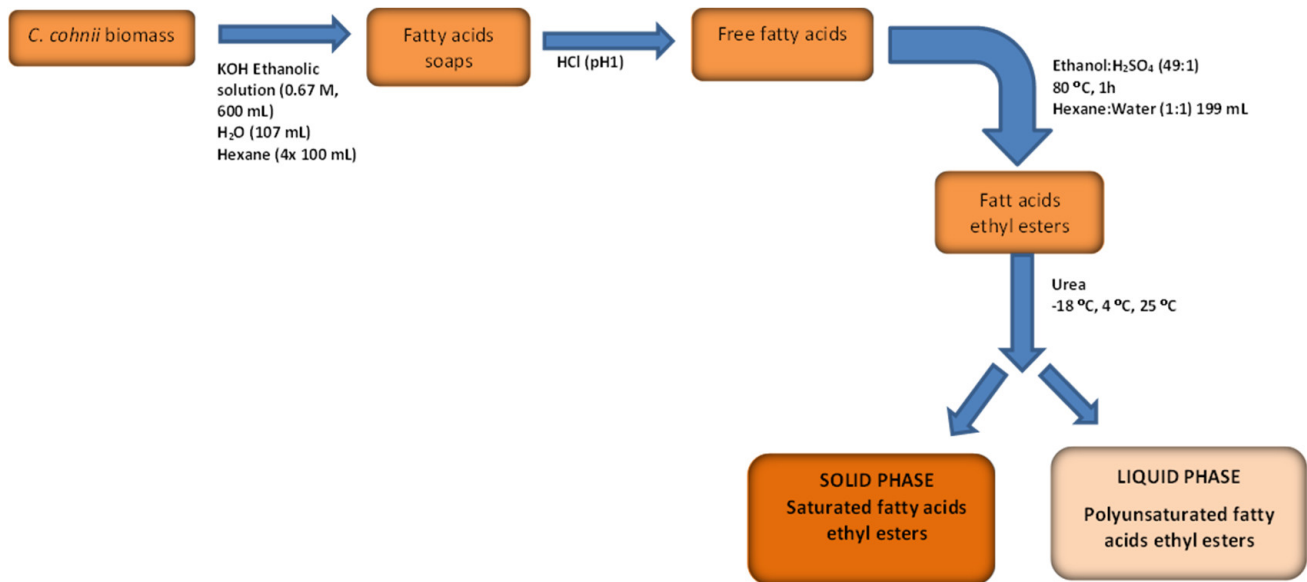 C. cohnii biomass
KOH Ethanolic
solution (0.67 M,
600 mL)
H₂O (107 mL)
Hexane (4x 100 mL)
Fatty acids
soaps
HCl (pH1)
Free fatty acids
Ethanol:H₂SO₄ (49:1)
80 ºC, 1h
Hexane:Water (1:1) 199 mL
Fatt acids
ethyl esters
Urea
-18 ºC, 4 ºC, 25 ºC
SOLID PHASE
Saturated fatty acids
ethyl esters
LIQUID PHASE
Polyunsaturated fatty
acids ethyl esters